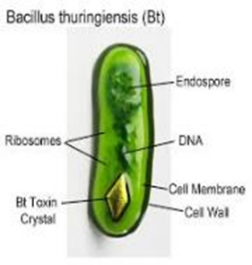 Bacillus thuringiensis (Bt)
Endospore
Ribosomes
DNA
Bt Toxin
Crystal
Cell Membrane
Cell Wall